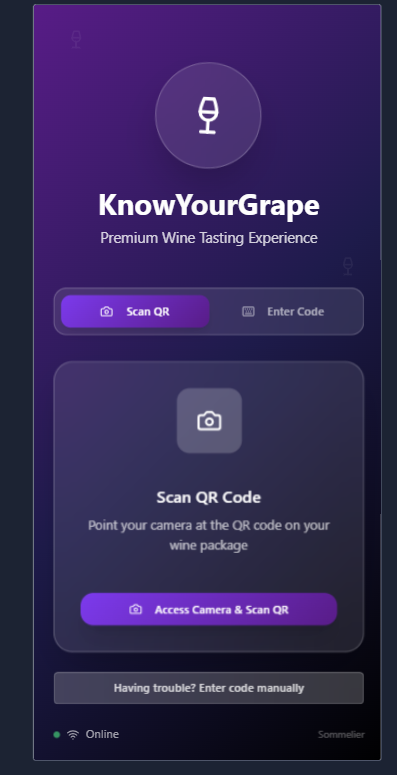 KnowYourGrape
Premium Wine Tasting Experience
Scan QR
Enter Code
Scan QR Code
Point your camera at the QR code on your
wine package
Access Camera & Scan QR
Having trouble? Enter code manually
Online
Sommelier